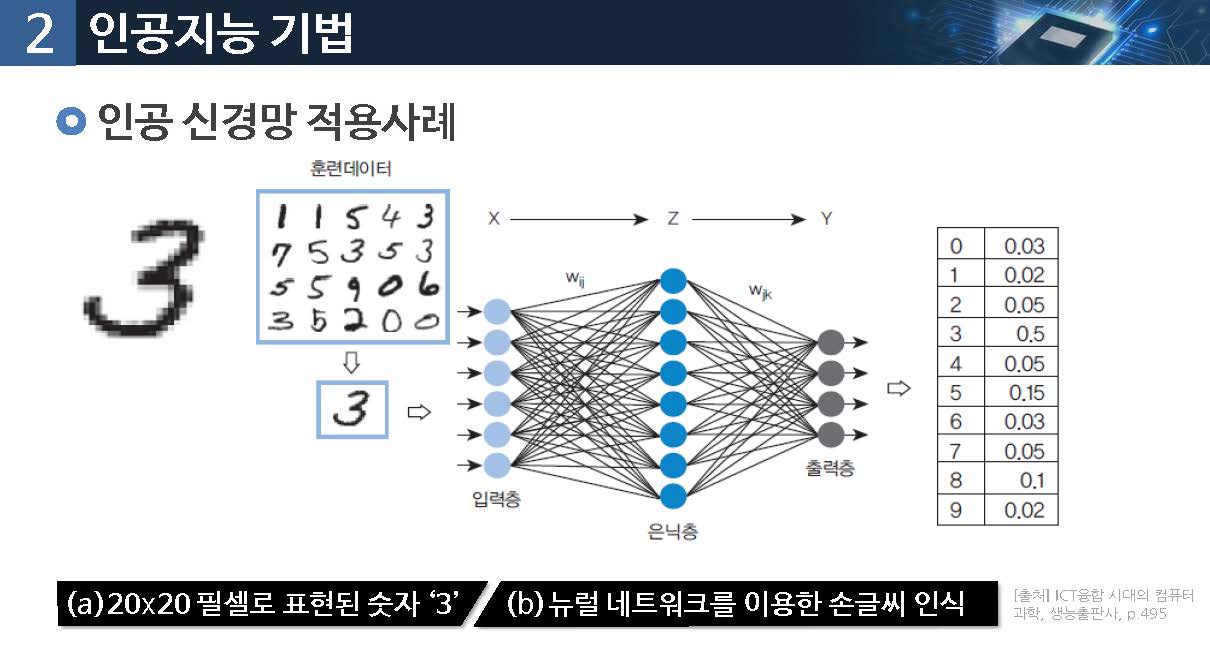 2 인공지능 기법
인공 신경망 적용사례
훈련데이터
3
1 1 5 4 3
7 5 3 5 3
5 5 9 0 6
3 5 2 0 0
3
X Z Y
wij
wjk
입력층
은닉층
출력층
0 0.03
1 0.02
2 0.05
3 0.5
4 0.05
5 0.15
6 0.03
7 0.05
8 0.1
9 0.02
(a) 20x20 픽셀로 표현된 숫자 ‘3’
(b) 뉴럴 네트워크를 이용한 손글씨 인식
[출처] ICT융합 시대의 컴퓨터
과학, 생능출판사, p.495